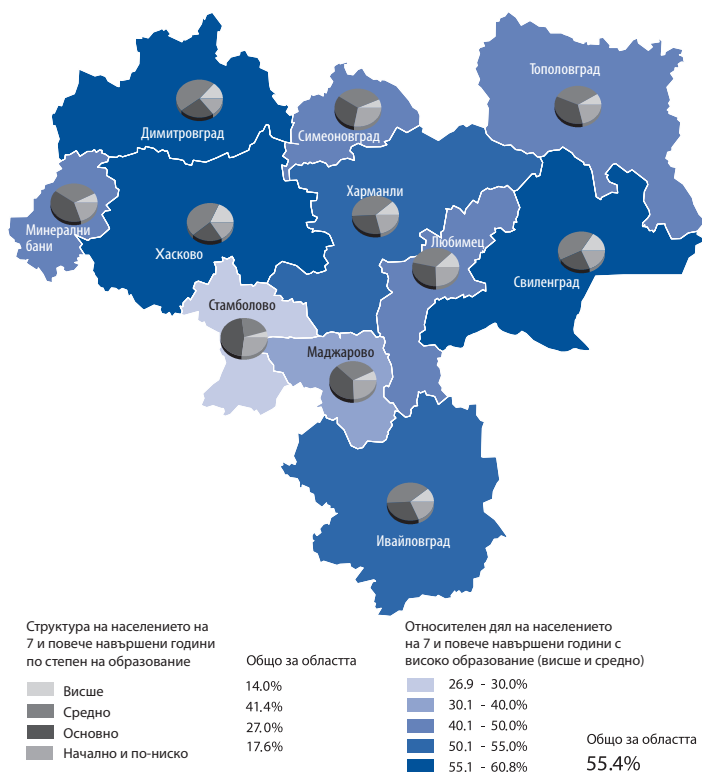 Тополовград
Димитровград
Симеоновград
Харманли
Минерални
бани
Любимец
Хасково
Свиленград
Стамболово
Маджарово
Ивайловград
Структура на населението на
7 и повече навършени години
по степен на образование
Общо за областта
Висше 14.0%
Средно 41.4%
Основно 27.0%
Начално и по-ниско 17.6%
Относителен дял на населението
на 7 и повече навършени години с
високо образование (висше и средно)
26.9 - 30.0%
30.1 - 40.0%
40.1 - 50.0%
50.1 - 55.0%
55.1 - 60.8%
Общо за областта
55.4%